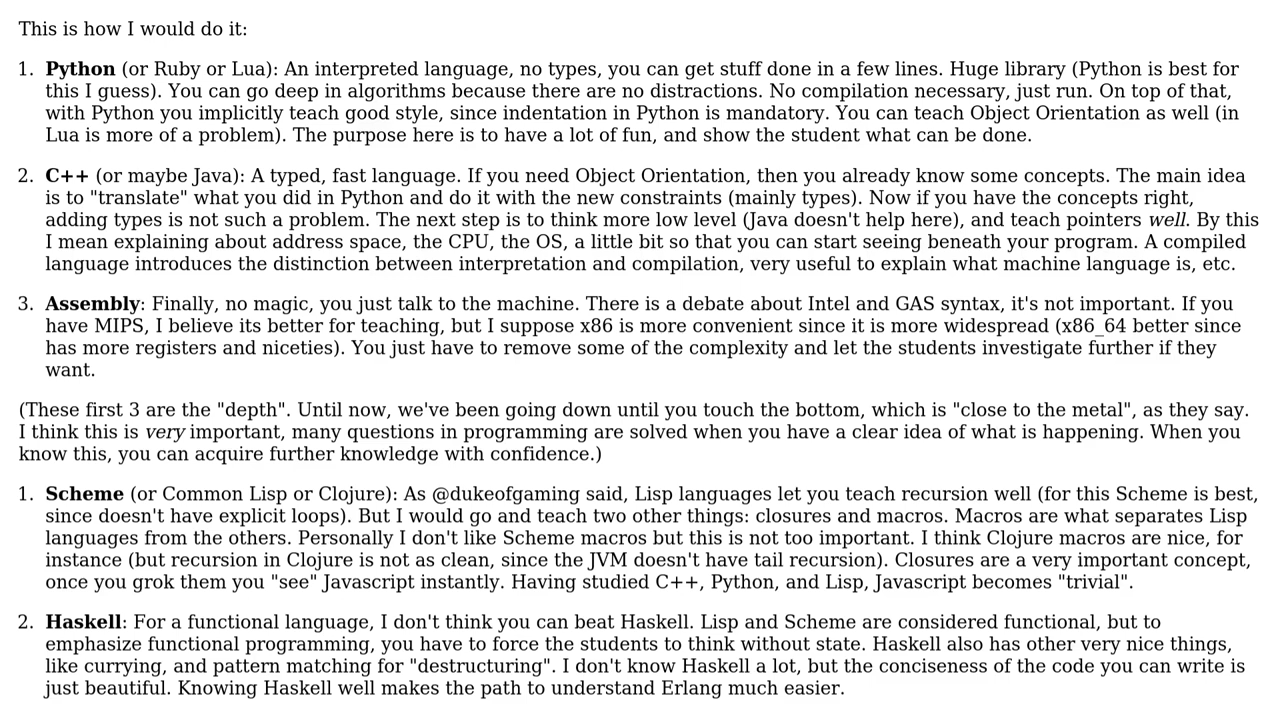 This is how I would do it:
1. Python (or Ruby or Lua): An interpreted language, no types, you can get stuff done in a few lines. Huge library (Python is best for
this I guess). You can go deep in algorithms because there are no distractions. No compilation necessary, just run. On top of that,
with Python you implicitly teach good style, since indentation in Python is mandatory. You can teach Object Orientation as well (in
Lua is more of a problem). The purpose here is to have a lot of fun, and show the student what can be done.
2. C++ (or maybe Java): A typed, fast language. If you need Object Orientation, then you already know some concepts. The main idea
is to "translate" what you did in Python and do it with the new constraints (mainly types). Now if you have the concepts right,
adding types is not such a problem. The next step is to think more low level (Java doesn't help here), and teach pointers well. By this
I mean explaining about address space, the CPU, the OS, a little bit so that you can start seeing beneath your program. A compiled
language introduces the distinction between interpretation and compilation, very useful to explain what machine language is, etc.
3. Assembly: Finally, no magic, you just talk to the machine. There is a debate about Intel and GAS syntax, it's not important. If you
have MIPS, I believe its better for teaching, but I suppose x86 is more convenient since it is more widespread (x86_64 better since
has more registers and niceties). You just have to remove some of the complexity and let the students investigate further if they
want.
(These first 3 are the "depth". Until now, we've been going down until you touch the bottom, which is "close to the metal", as they say.
I think this is very important, many questions in programming are solved when you have a clear idea of what is happening. When you
know this, you can acquire further knowledge with confidence.)
1. Scheme (or Common Lisp or Clojure): As @dukeofgaming said, Lisp languages let you teach recursion well (for this Scheme is best,
since doesn't have explicit loops). But I would go and teach two other things: closures and macros. Macros are what separates Lisp
languages from the others. Personally I don't like Scheme macros but this is not too important. I think Clojure macros are nice, for
instance (but recursion in Clojure is not as clean, since the JVM doesn't have tail recursion). Closures are a very important concept,
once you grok them you "see" Javascript instantly. Having studied C++, Python, and Lisp, Javascript becomes "trivial".
2. Haskell: For a functional language, I don't think you can beat Haskell. Lisp and Scheme are considered functional, but to
emphasize functional programming, you have to force the students to think without state. Haskell also has other very nice things,
like currying, and pattern matching for "destructuring". I don't know Haskell a lot, but the conciseness of the code you can write is
just beautiful. Knowing Haskell well makes the path to understand Erlang much easier.